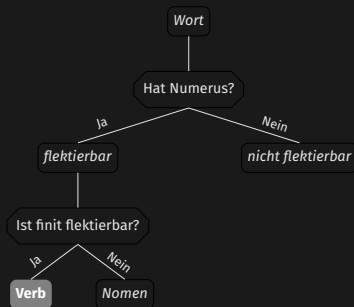 Wort
Hat Numerus?
Ja
Nein
flektierbar
nicht flektierbar
Ist finit flektierbar?
Ja
Nein
Verb
Nomen